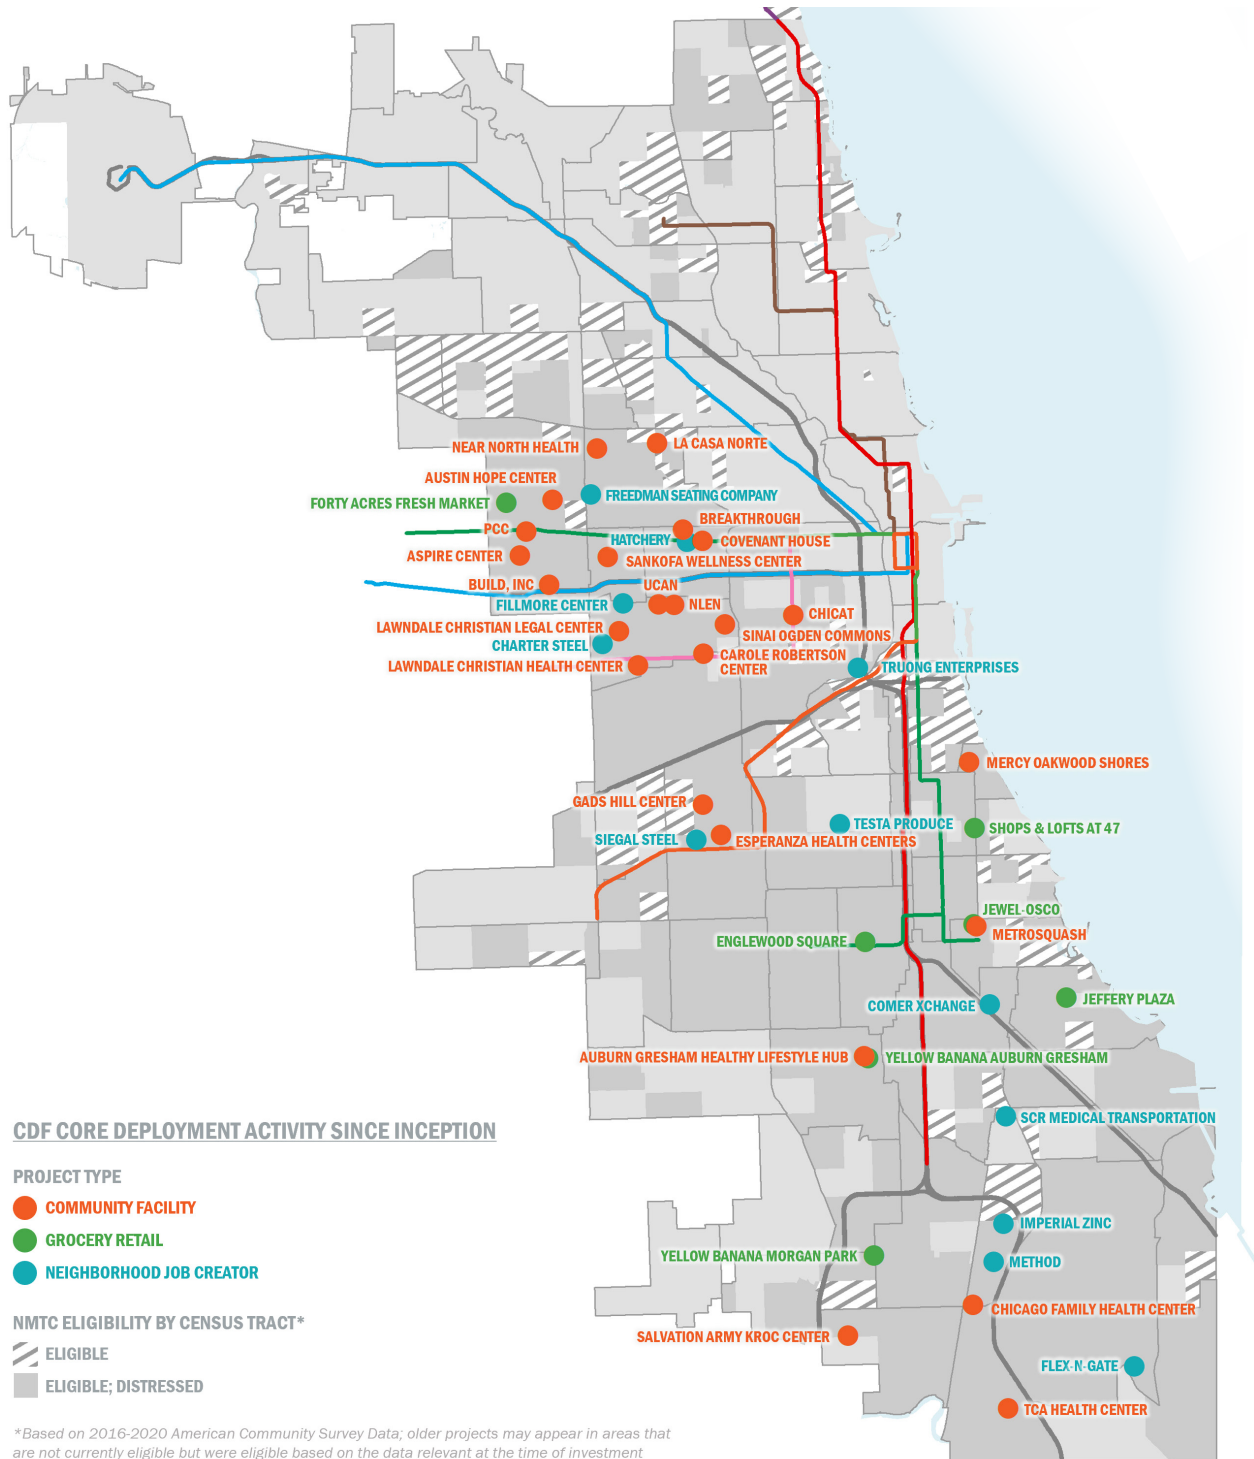 NEAR NORTH HEALTH
LA CASA NORTE
AUSTIN HOPE CENTER
FORTY ACRES FRESH MARKET
FREEDMAN SEATING COMPANY
PCC
BREAKTHROUGH
HATCHERY
COVENANT HOUSE
ASPIRE CENTER
SANKOFA WELLNESS CENTER
BUILD, INC
UCAN
FILLMORE CENTER
NLEN
CHICAT
LAWNDALE CHRISTIAN LEGAL CENTER
SINAI OGDEN COMMONS
CHARTER STEEL
CAROLE ROBERTSON
CENTER
LAWNDALE CHRISTIAN HEALTH CENTER
TRUONG ENTERPRISES
MERCY OAKWOOD SHORES
GADS HILL CENTER
TESTA PRODUCE
SHOPS & LOFTS AT 47
SIEGAL STEEL
ESPERANZA HEALTH CENTERS
JEWEL-OSCO
METROSQUASH
ENGLEWOOD SQUARE
JEFFERY PLAZA
COMER XCHANGE
AUBURN GRESHAM HEALTHY LIFESTYLE HUB
YELLOW BANANA AUBURN GRESHAM
SCR MEDICAL TRANSPORTATION
IMPERIAL ZINC
YELLOW BANANA MORGAN PARK
METHOD
CHICAGO FAMILY HEALTH CENTER
SALVATION ARMY KROC CENTER
FLEX-N-GATE
TCA HEALTH CENTER
CDF CORE DEPLOYMENT ACTIVITY SINCE INCEPTION
PROJECT TYPE
COMMUNITY FACILITY
GROCERY RETAIL
NEIGHBORHOOD JOB CREATOR
NMTC ELIGIBILITY BY CENSUS TRACT*
ELIGIBLE
ELIGIBLE; DISTRESSED
*Based on 2016-2020 American Community Survey Data; older projects may appear in areas that
are not currently eligible but were eligible based on the data relevant at the time of investment